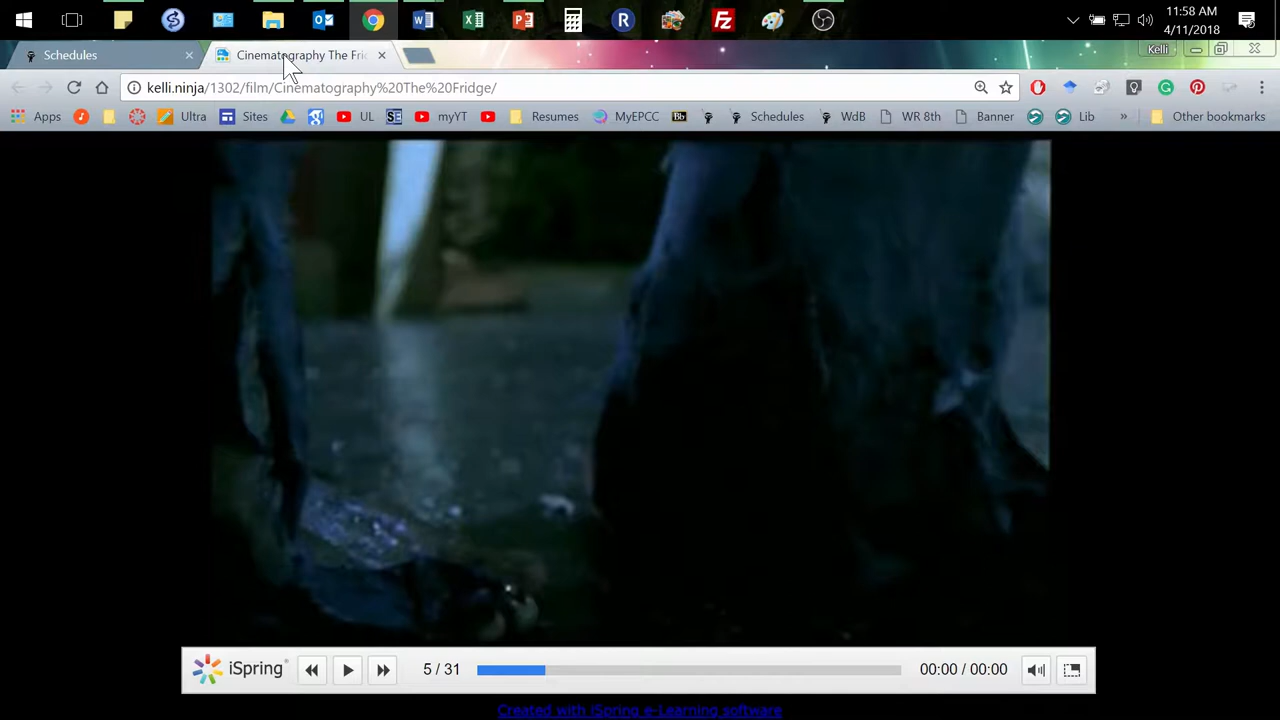 11:58 AM
4/11/2018
Schedules
Cinematography The Fri
Kelli
kelli.ninja/1302/film/Cinematography%20The%20Fridge/
Apps
Ultra
Sites
UL
myYT
Resumes
MyEPCC
Bb
Schedules
WdB
WR 8th
Banner
Lib
»
Other bookmarks
iSpring
5 / 31
00:00 / 00:00
Created with iSpring e-Learning software